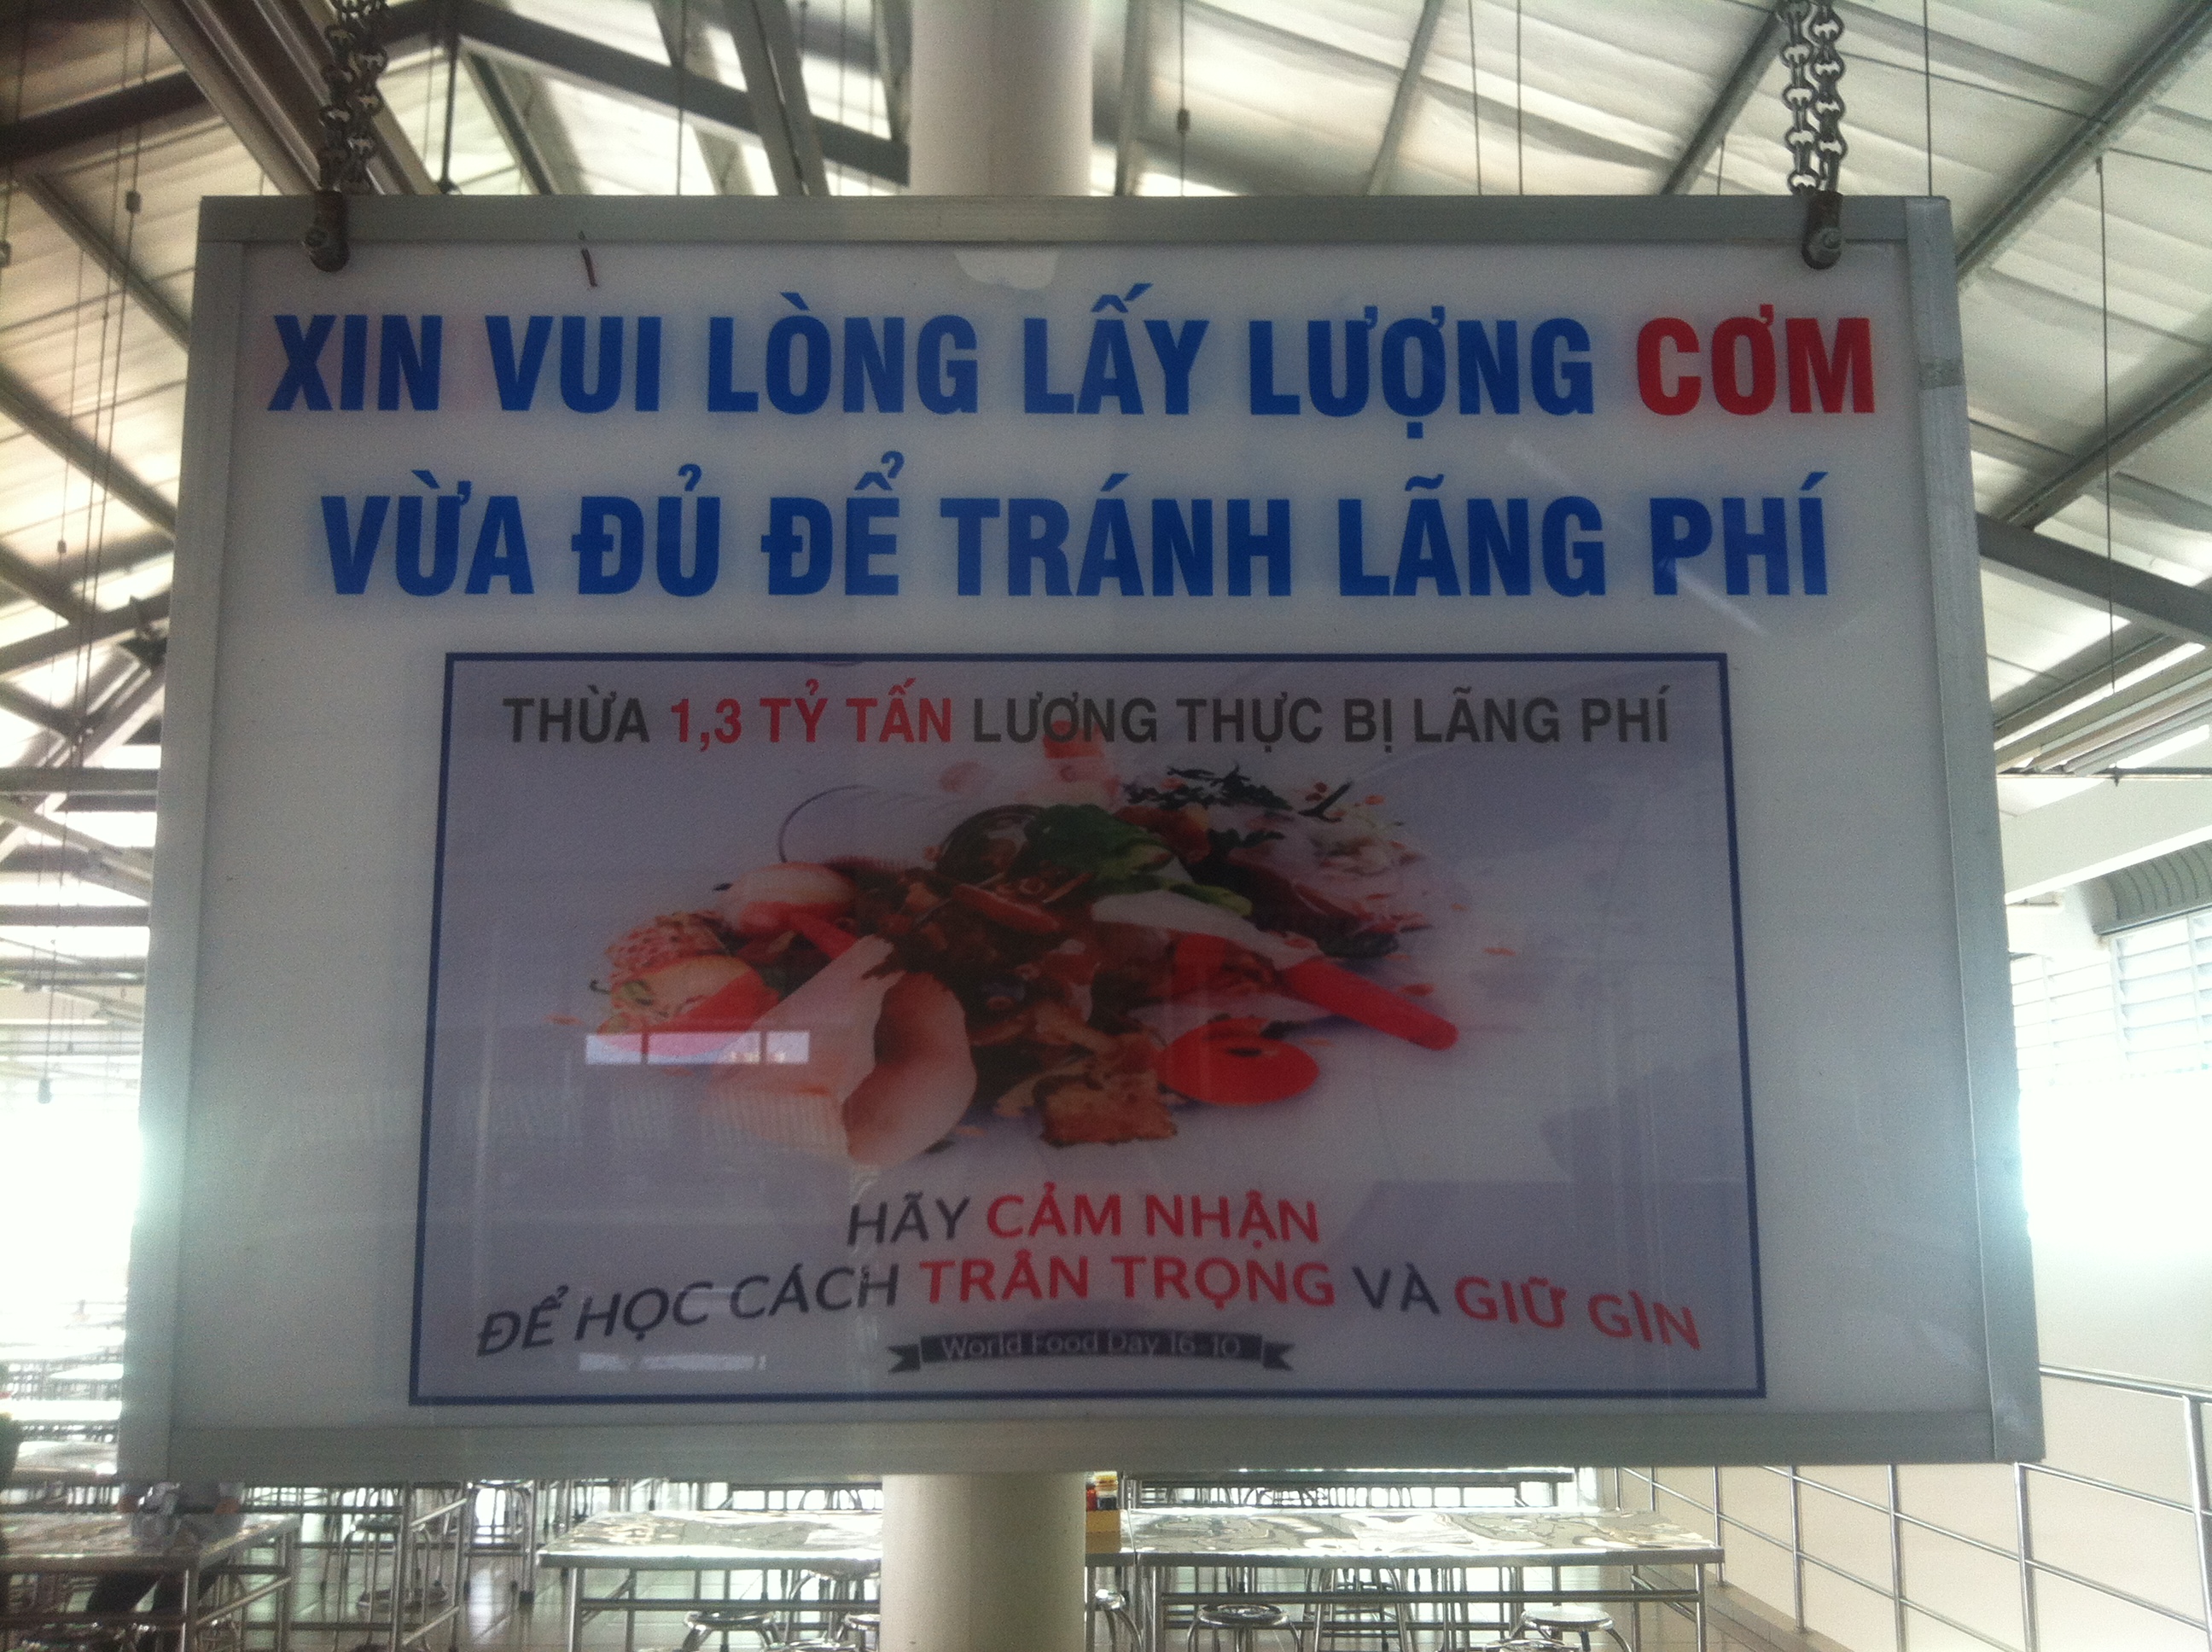 XIN VUI LÒNG LẤY LƯỢNG CƠM
VỪA ĐỦ ĐỂ TRÁNH LÃNG PHÍ
THỪA 1,3 TỶ TẤN LƯƠNG THỰC BỊ LÃNG PHÍ
HÃY CẢM NHẬN
ĐỂ HỌC CÁCH TRÂN TRỌNG VÀ GIỮ GÌN
World Food Day 16-10